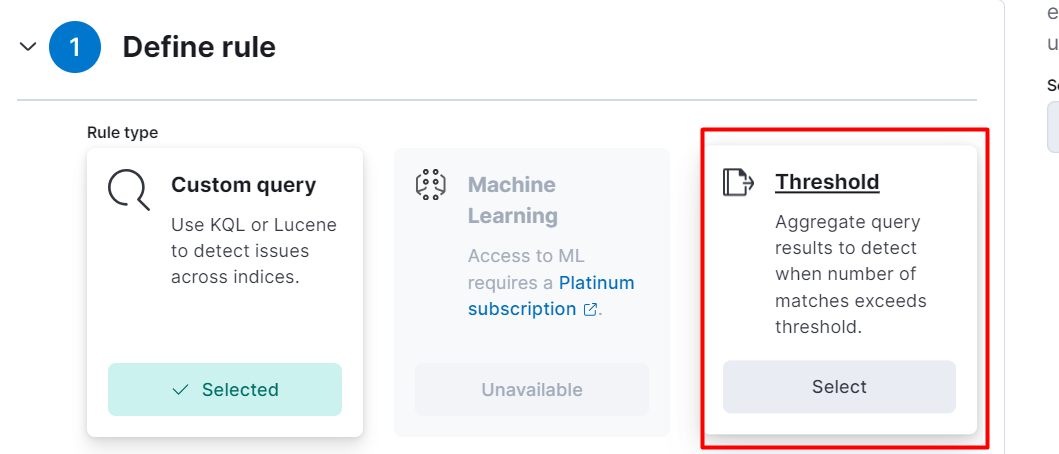 1 Define rule
Rule type
Custom query
Use KQL or Lucene
to detect issues
across indices.
Selected
Machine
Learning
Access to ML
requires a Platinum
subscription.
Unavailable
Threshold
Aggregate query
results to detect
when number of
matches exceeds
threshold.
Select